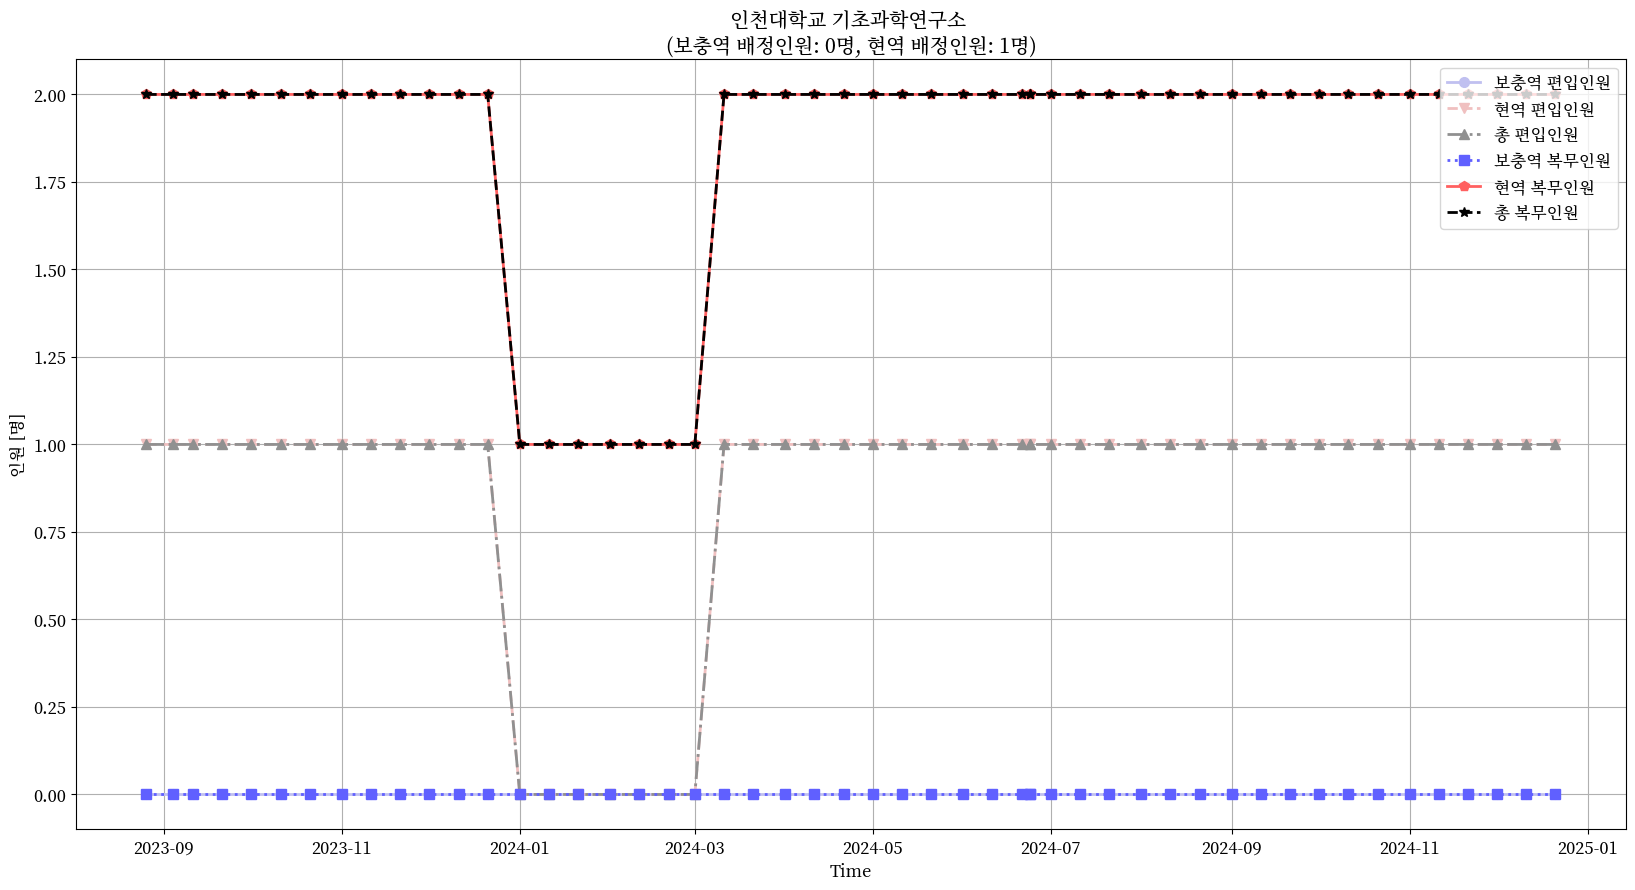 인천대학교 기초과학연구소
(보충역 배정인원: 0명, 현역 배정인원: 1명)
2.00
1.75
1.50
1.25
1.00
0.75
0.50
0.25
0.00
인원 [명]
보충역 편입인원
현역 편입인원
총 편입인원
보충역 복무인원
현역 복무인원
총 복무인원
2023-09
2023-11
2024-01
2024-03
2024-05
2024-07
2024-09
2024-11
2025-01
Time